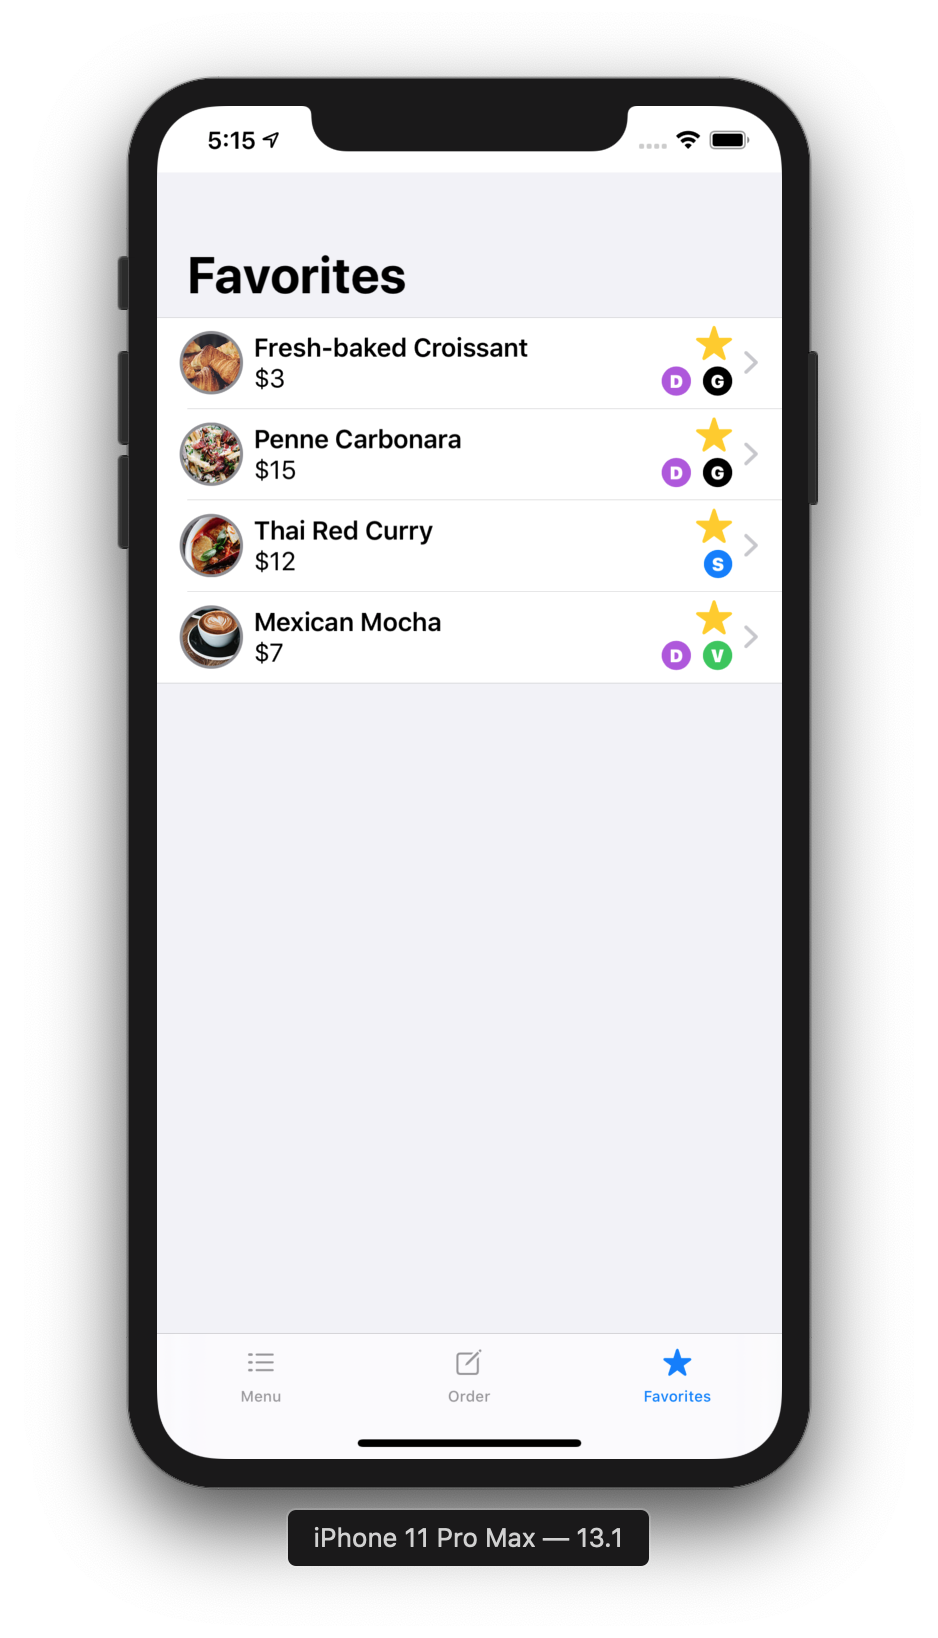 5:15
Favorites
Fresh-baked Croissant
$3
D G
Penne Carbonara
$15
D G
Thai Red Curry
$12
S
Mexican Mocha
$7
D V
Menu
Order
Favorites
iPhone 11 Pro Max — 13.1